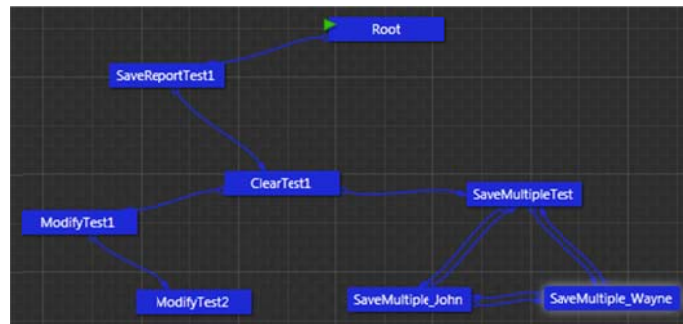 Root
SaveReportTest1
ClearTest1
SaveMultipleTest
ModifyTest1
ModifyTest2
SaveMultiple_John
SaveMultiple_Wayne